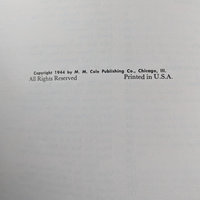 Copyright 1944 by M. M. Cole Publishing Co., Chicago, Ill.
All Rights Reserved Printed in U.S.A.